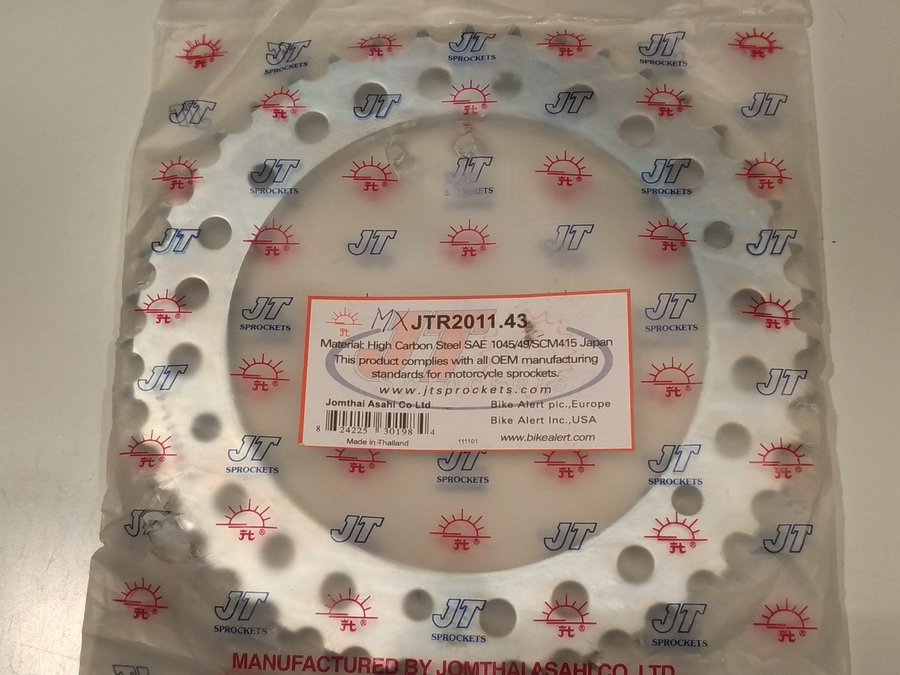 JT SPROCKETS
MX JTR2011.43
Material: High Carbon Steel SAE 1045/49/SCM415 Japan
This product complies with all OEM manufacturing
standards for motorcycle sprockets.
www.jtsprockets.com
Jomthai Asahi Co Ltd Bike Alert plc.,Europe
Bike Alert Inc.,USA
8 24225 30198 4
www.bikealert.com
Made in Thailand 111101
MANUFACTURED BY JOMTHAI ASAHI CO. LTD.